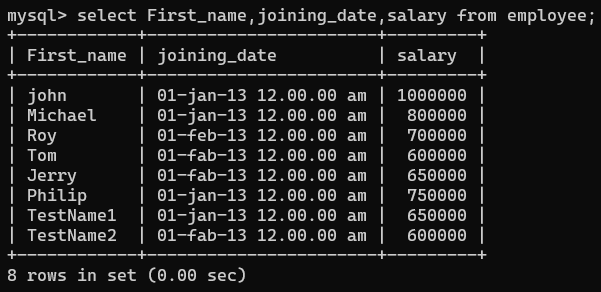 mysql> select First_name,joining_date,salary from employee;
+------------+-----------------------+---------+
| First_name | joining_date          | salary  |
+------------+-----------------------+---------+
| john       | 01-jan-13 12.00.00 am | 1000000 |
| Michael    | 01-jan-13 12.00.00 am |  800000 |
| Roy        | 01-feb-13 12.00.00 am |  700000 |
| Tom        | 01-fab-13 12.00.00 am |  600000 |
| Jerry      | 01-fab-13 12.00.00 am |  650000 |
| Philip     | 01-jan-13 12.00.00 am |  750000 |
| TestName1  | 01-jan-13 12.00.00 am |  650000 |
| TestName2  | 01-fab-13 12.00.00 am |  600000 |
+------------+-----------------------+---------+
8 rows in set (0.00 sec)